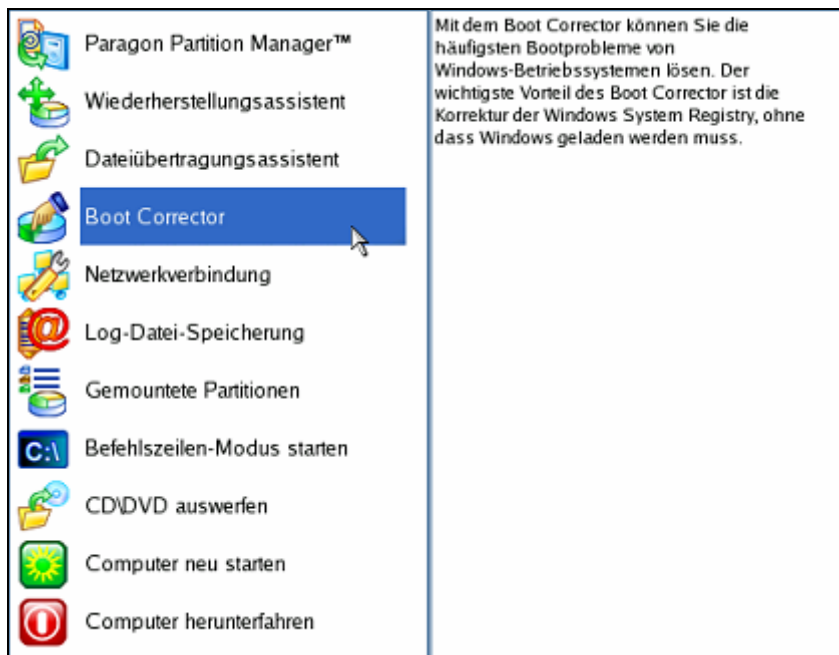 Paragon Partition Manager™
Wiederherstellungsassistent
Dateiübertragungsassistent
Boot Corrector
Netzwerkverbindung
Log-Datei-Speicherung
Gemountete Partitionen
C:\
Befehlszeilen-Modus starten
CD\DVD auswerfen
Computer neu starten
Computer herunterfahren
Mit dem Boot Corrector können Sie die
häufigsten Bootprobleme von
Windows-Betriebssystemen lösen. Der
wichtigste Vorteil des Boot Corrector ist die
Korrektur der Windows System Registry, ohne
dass Windows geladen werden muss.